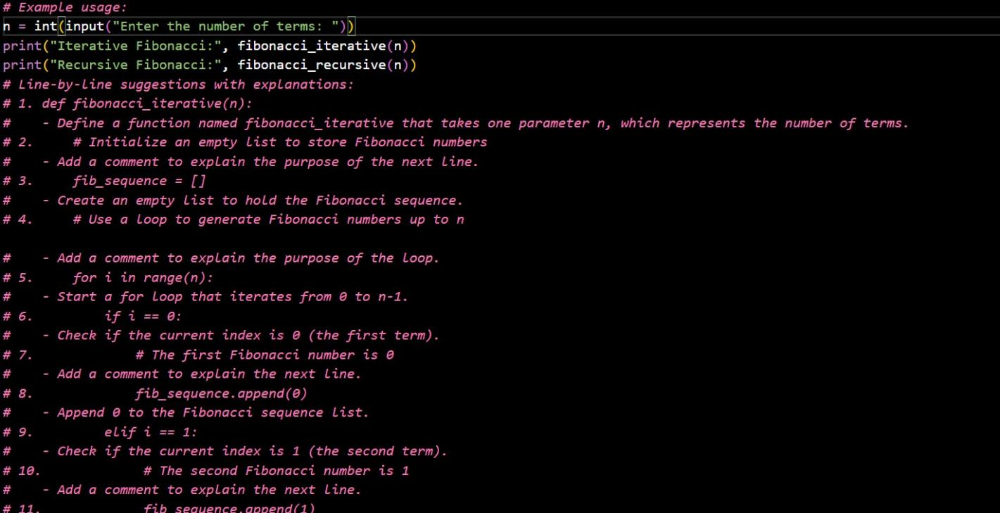 # Example usage:
n = int(input("Enter the number of terms: "))
print("Iterative Fibonacci:", fibonacci_iterative(n))
print("Recursive Fibonacci:", fibonacci_recursive(n))
# Line-by-line suggestions with explanations:
# 1. def fibonacci_iterative(n):
#    - Define a function named fibonacci_iterative that takes one parameter n, which represents the number of terms.
# 2.     # Initialize an empty list to store Fibonacci numbers
#    - Add a comment to explain the purpose of the next line.
# 3.     fib_sequence = []
#    - Create an empty list to hold the Fibonacci sequence.
# 4.     # Use a loop to generate Fibonacci numbers up to n
#    - Add a comment to explain the purpose of the loop.
# 5.     for i in range(n):
#    - Start a for loop that iterates from 0 to n-1.
# 6.         if i == 0:
#    - Check if the current index is 0 (the first term).
# 7.             # The first Fibonacci number is 0
#    - Add a comment to explain the next line.
# 8.             fib_sequence.append(0)
#    - Append 0 to the Fibonacci sequence list.
# 9.         elif i == 1:
#    - Check if the current index is 1 (the second term).
# 10.             # The second Fibonacci number is 1
#    - Add a comment to explain the next line.
# 11.             fib_sequence.append(1)